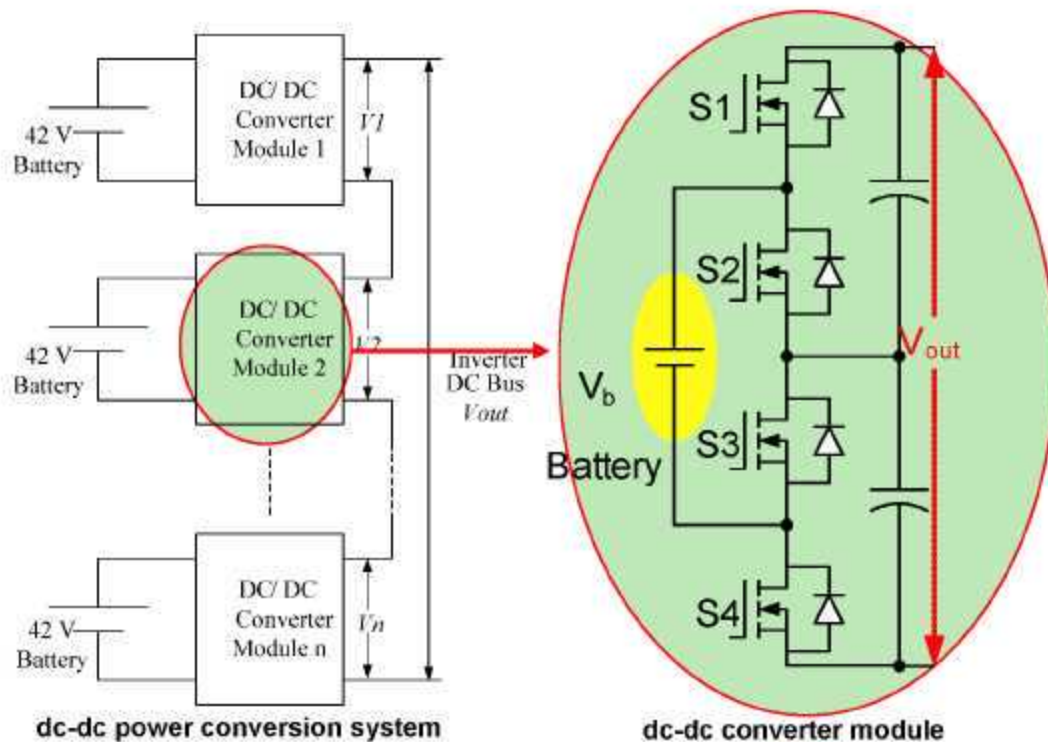 42 V
Battery
DC/ DC
Converter
Module 1
V1
42 V
Battery
DC/ DC
Converter
Module 2
V2
Inverter
DC Bus
Vout
42 V
Battery
DC/ DC
Converter
Module n
Vn
dc-dc power conversion system
S1
S2
Vb
Battery
S3
S4
Vout
dc-dc converter module